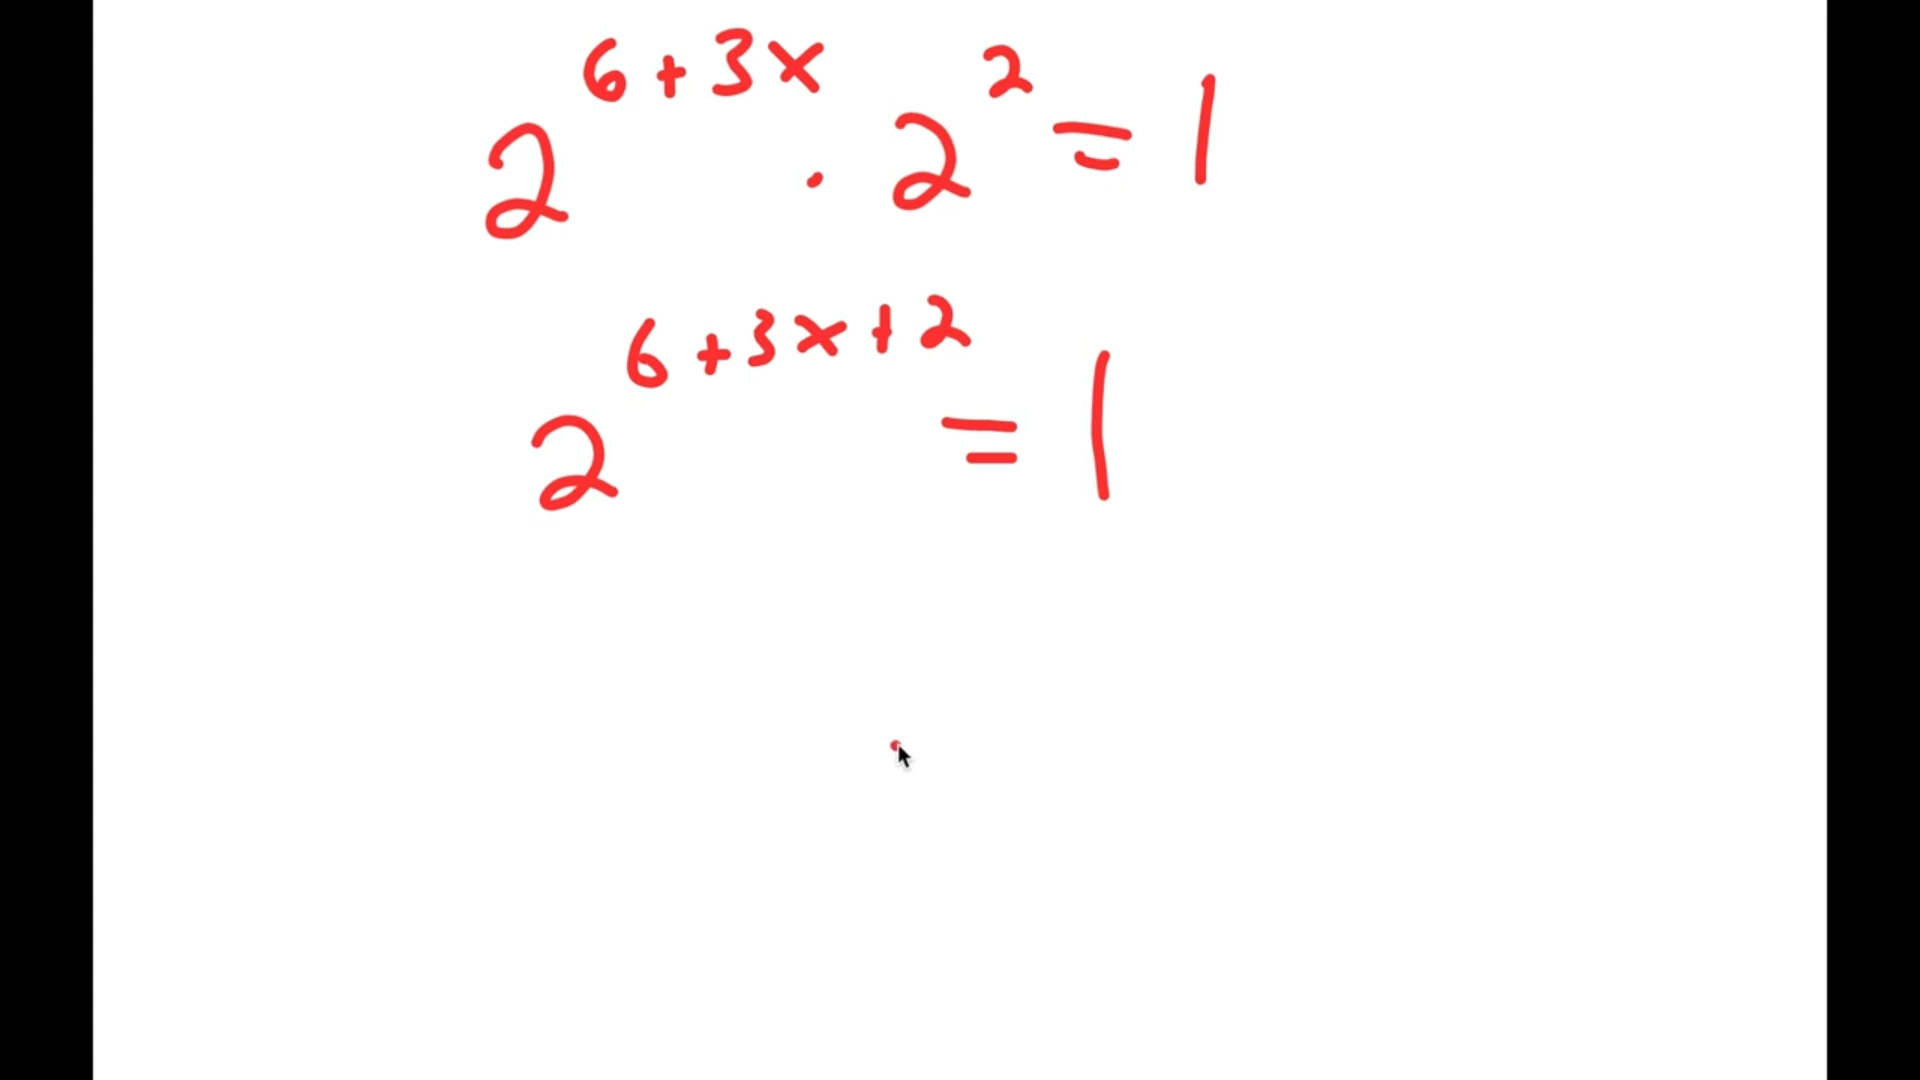 2^{6+3x} · 2^2 = 1
2^{6+3x+2} = 1